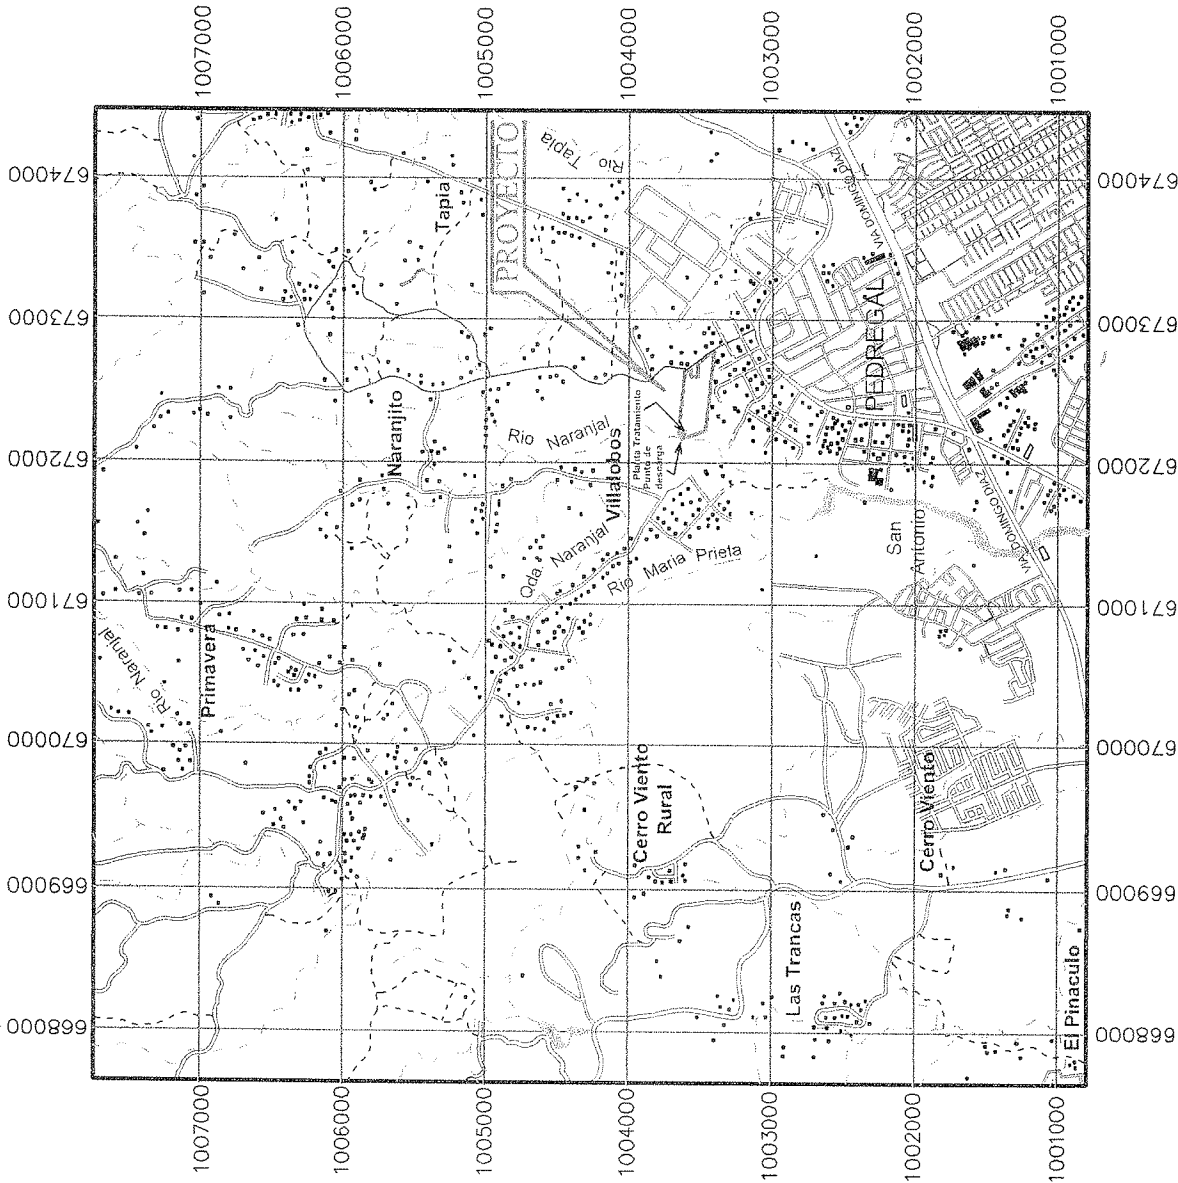 668000
669000
670000
671000
672000
673000
674000
1007000
1007000
Rio Naranjal
Primavera
1006000
1006000
Naranjito
Tapia
1005000
1005000
PROYECTO
Qda Naranjal
Rio Naranjal
Rio Tapia
Villalobos
1004000
1004000
Cerro Viento
Rural
Rio Maria Prieta
Planta Tratamiento
Punto de
descarga
1003000
1003000
Las Trancas
VIA DOMINGO DIAZ
PEDREGAL
San
Antonio
Cerro Viento
1002000
1002000
VIA DOMINGO DIAZ
VIA DOMINGO DIAZ
El Pinaculo
1001000
1001000
668000
669000
670000
671000
672000
673000
674000